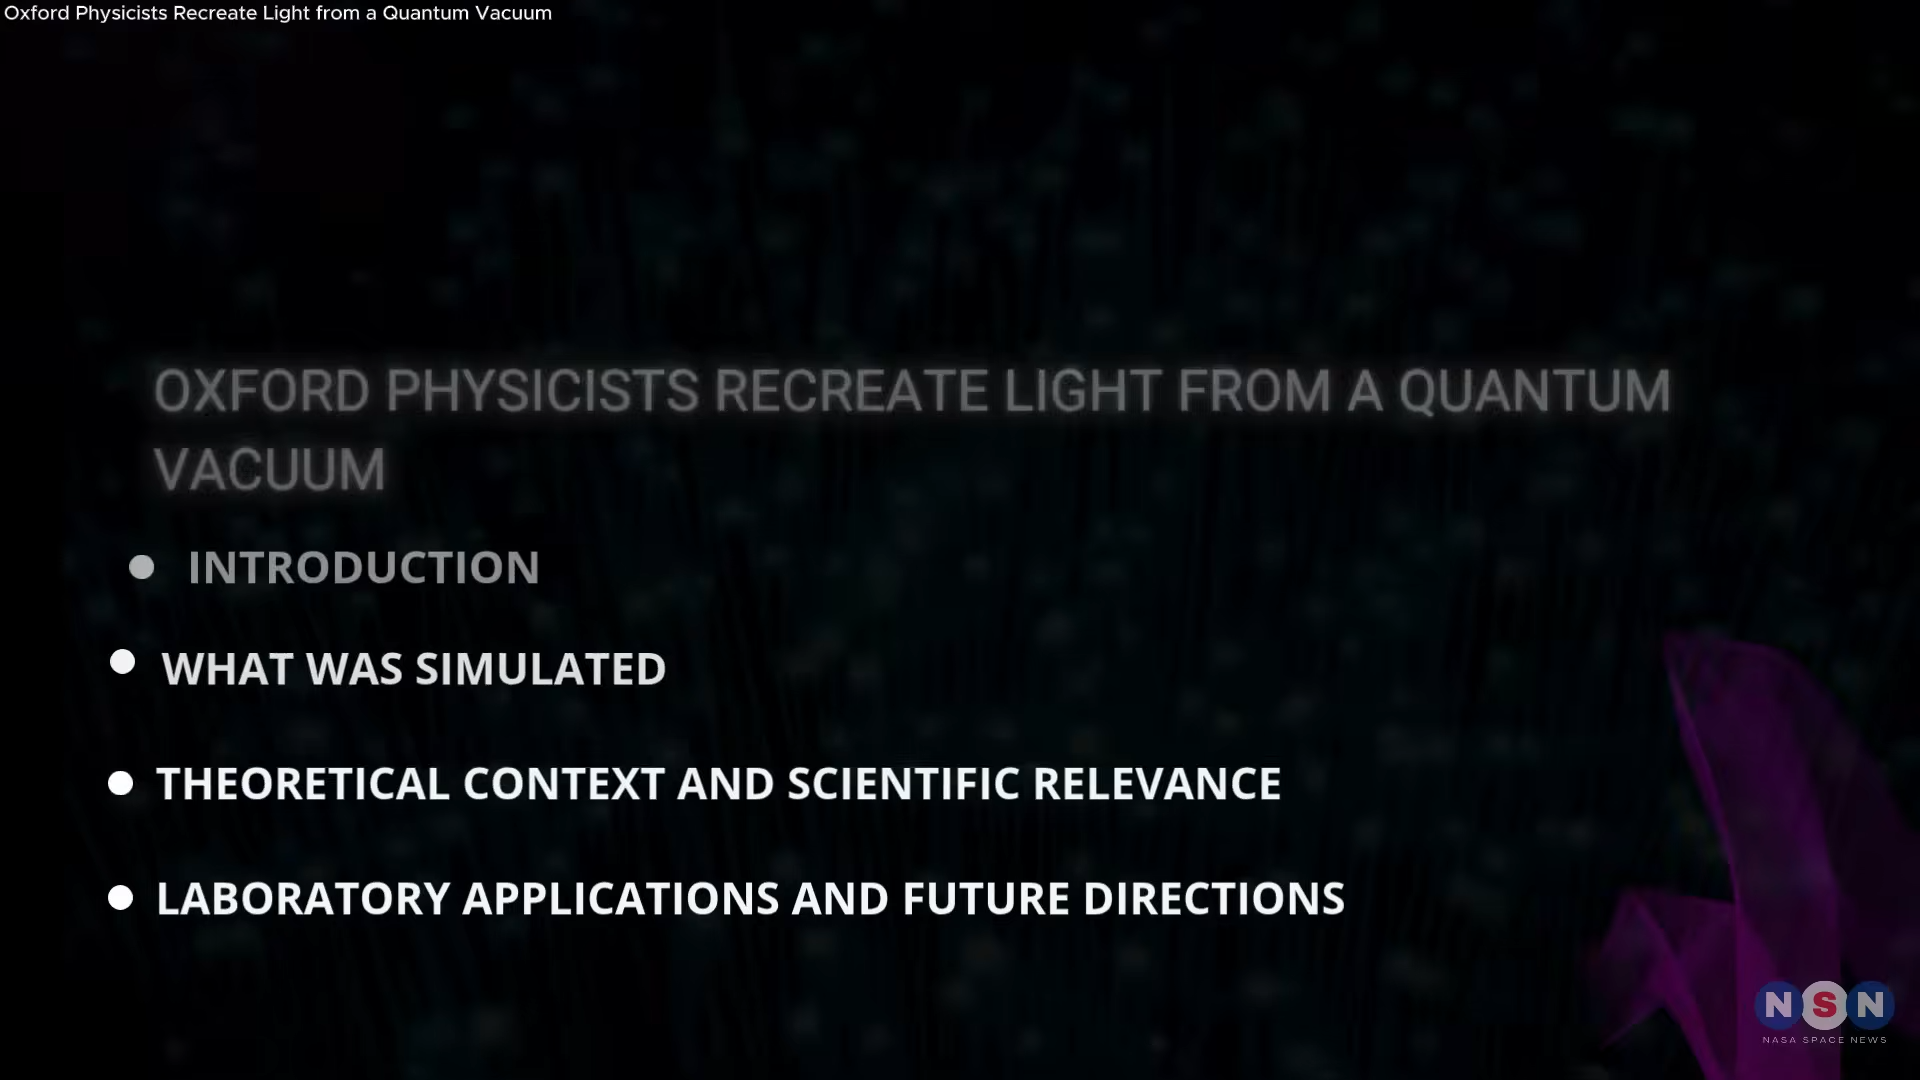 Oxford Physicists Recreate Light from a Quantum Vacuum
OXFORD PHYSICISTS RECREATE LIGHT FROM A QUANTUM
VACUUM
INTRODUCTION
WHAT WAS SIMULATED
THEORETICAL CONTEXT AND SCIENTIFIC RELEVANCE
LABORATORY APPLICATIONS AND FUTURE DIRECTIONS
NSN
NASA SPACE NEWS